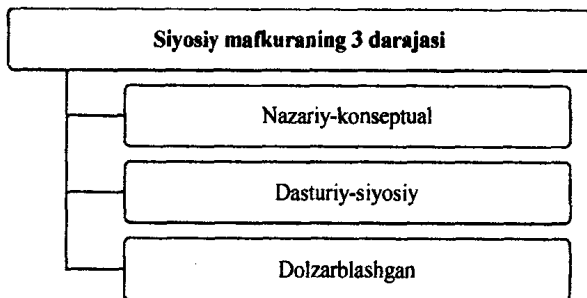 Siyosiy mafkuraning 3 darajasi
Nazariy-konseptual
Dasturiy-siyosiy
Dolzarblashgan